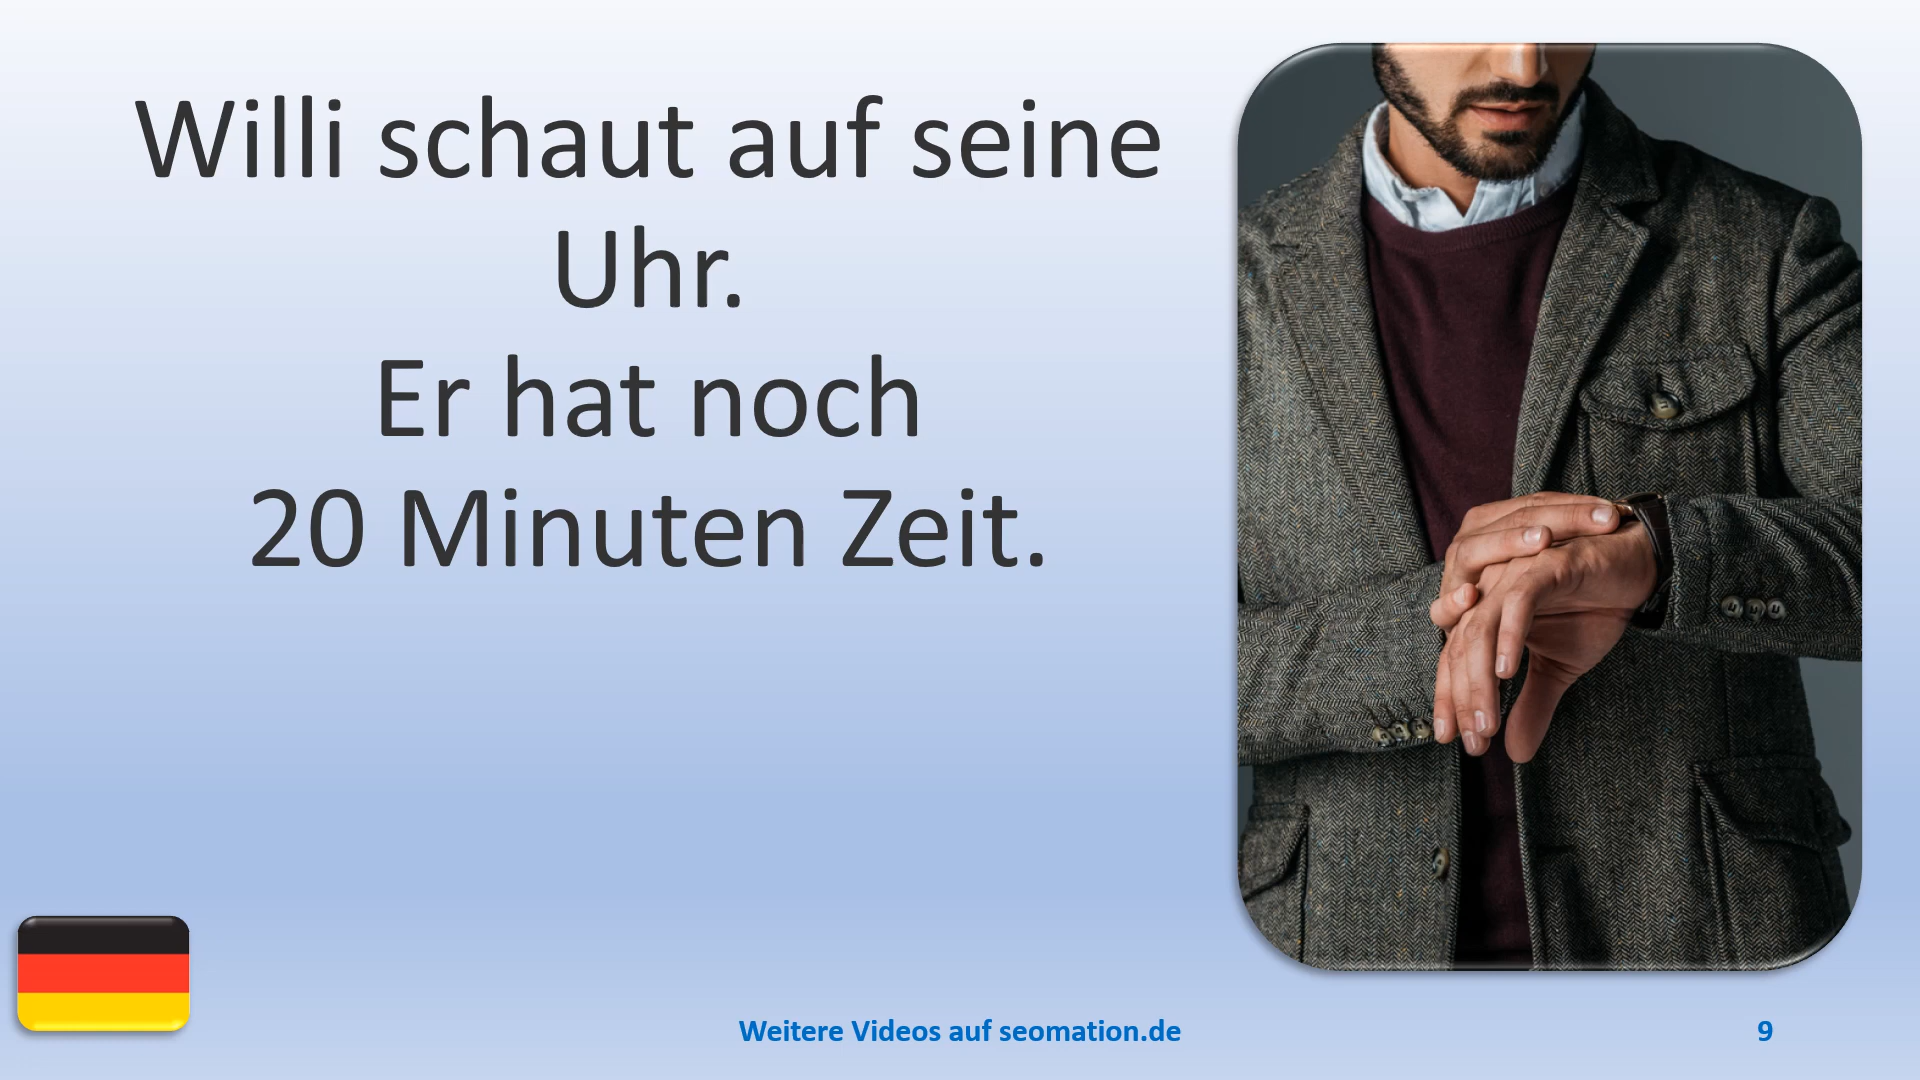 Willi schaut auf seine
Uhr.
Er hat noch
20 Minuten Zeit.
Weitere Videos auf seomation.de
9